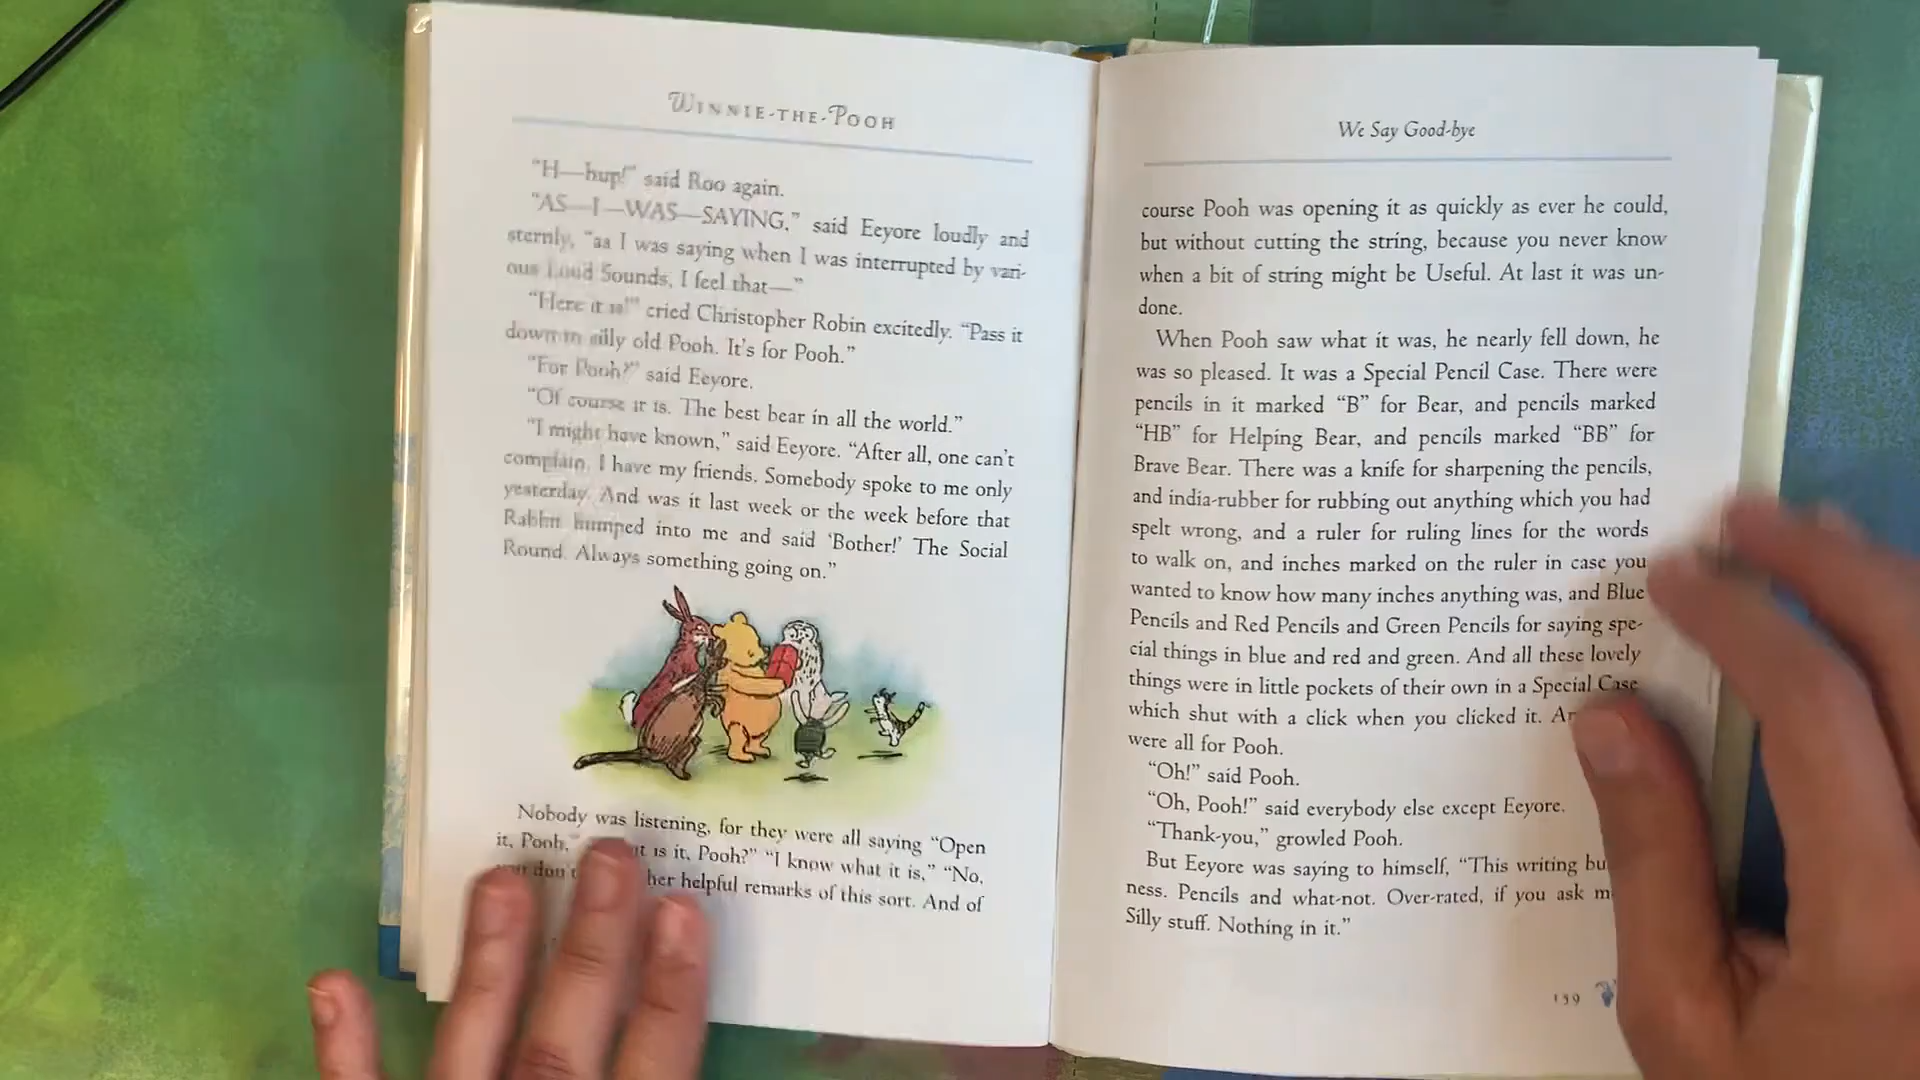 WINNIE-THE-POOH
“H—hup!” said Roo again.
“AS—I—WAS—SAYING,” said Eeyore loudly and
sternly, “as I was saying when I was interrupted by vari-
ous Loud Sounds, I feel that—”
“Here it is!” cried Christopher Robin excitedly. “Pass it
down to silly old Pooh. It’s for Pooh.”
“For Pooh?” said Eeyore.
“Of course it is. The best bear in all the world.”
“I might have known,” said Eeyore. “After all, one can’t
complain. I have my friends. Somebody spoke to me only
yesterday. And was it last week or the week before that
Rabbit bumped into me and said ‘Bother!’ The Social
Round. Always something going on.”
Nobody was listening, for they were all saying “Open
it, Pooh,” it is it, Pooh?” “I know what it is,” “No,
you don’t helpful remarks of this sort. And of
We Say Good-bye
course Pooh was opening it as quickly as ever he could,
but without cutting the string, because you never know
when a bit of string might be Useful. At last it was un-
done.
When Pooh saw what it was, he nearly fell down, he
was so pleased. It was a Special Pencil Case. There were
pencils in it marked “B” for Bear, and pencils marked
“HB” for Helping Bear, and pencils marked “BB” for
Brave Bear. There was a knife for sharpening the pencils,
and india-rubber for rubbing out anything which you had
spelt wrong, and a ruler for ruling lines for the words
to walk on, and inches marked on the ruler in case you
wanted to know how many inches anything was, and Blue
Pencils and Red Pencils and Green Pencils for saying spe-
cial things in blue and red and green. And all these lovely
things were in little pockets of their own in a Special Case
which shut with a click when you clicked it.
were all for Pooh.
“Oh!” said Pooh.
“Oh, Pooh!” said everybody else except Eeyore.
“Thank-you,” growled Pooh.
But Eeyore was saying to himself, “This writing
ness. Pencils and what-not. Over-rated, if you ask
Silly stuff. Nothing in it.”
159